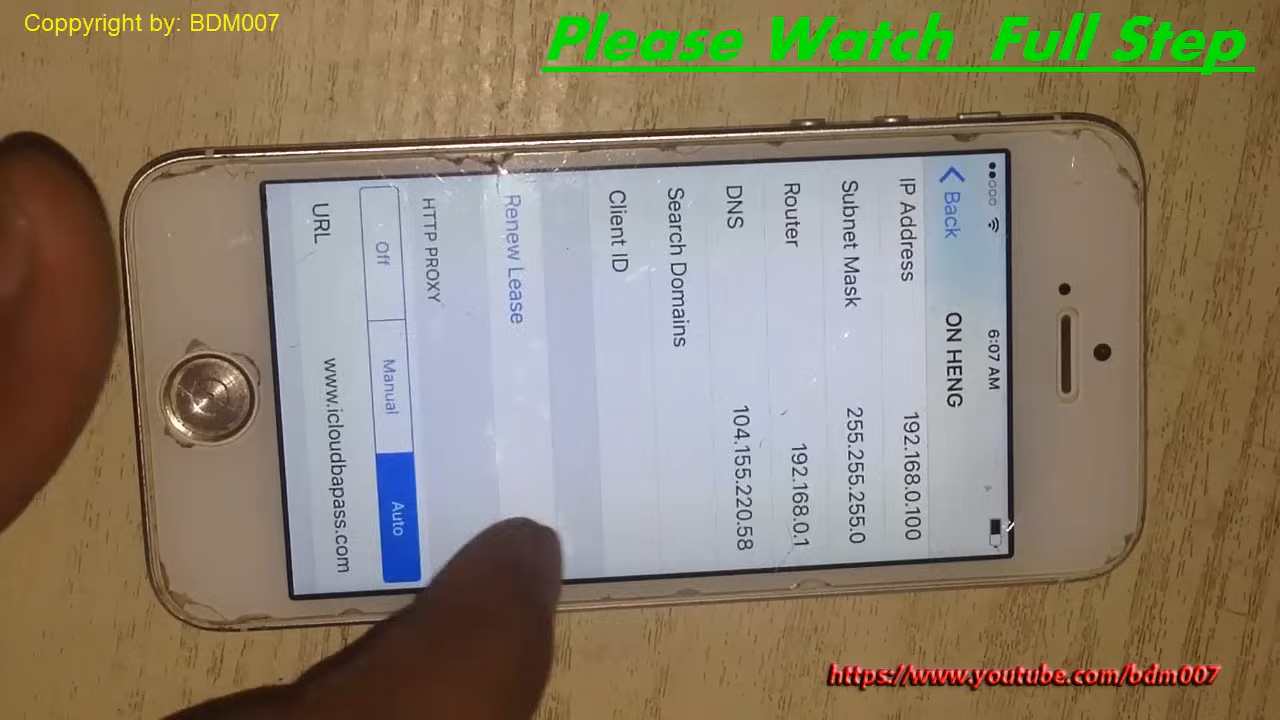 Coppyright by: BDM007
Please Watch Full Step
6:07 AM
Back
ON HENG
IP Address 192.168.0.100
Subnet Mask 255.255.255.0
Router 192.168.0.1
DNS 104.155.220.58
Search Domains
Client ID
Renew Lease
HTTP PROXY
Off Manual Auto
URL www.icloudbapass.com
https://www.youtube.com/bdm007